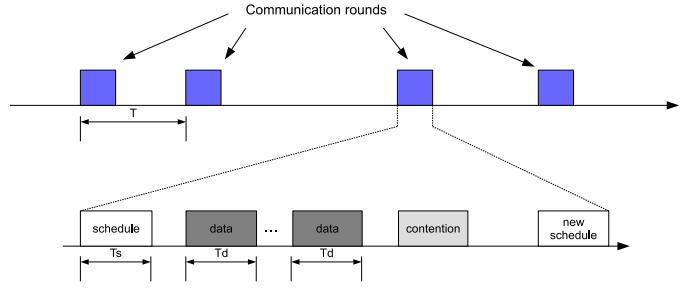 Communication rounds
T
schedule
data
...
data
contention
new
schedule
Ts
Td
Td